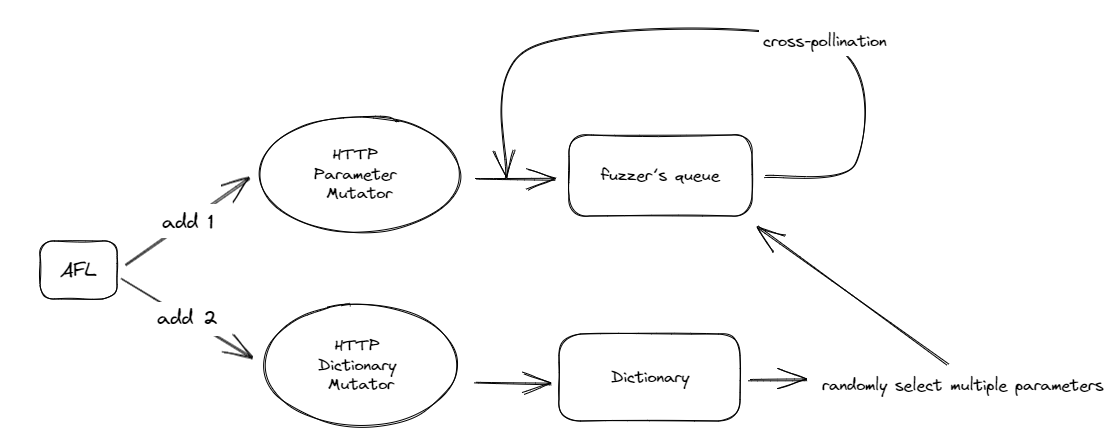 cross-pollination
HTTP
Parameter
Mutator
fuzzer's queue
add 1
AFL
add 2
HTTP
Dictionary
Mutator
Dictionary
randomly select multiple parameters